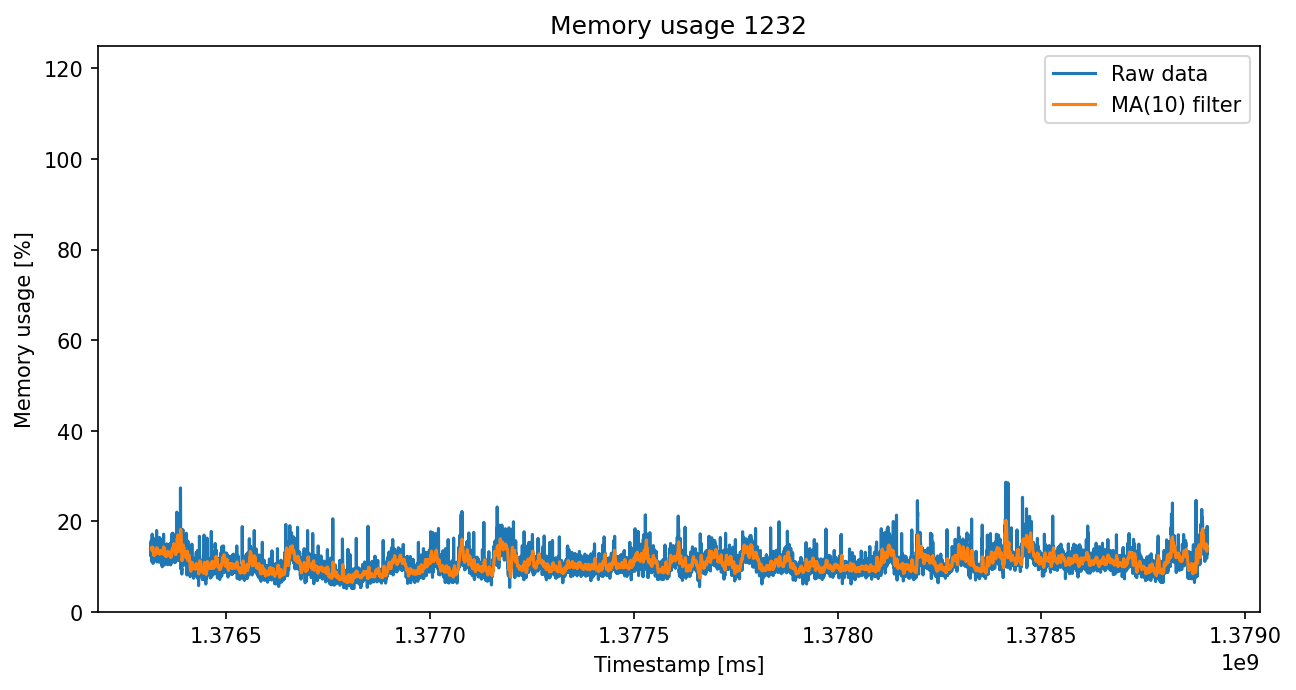 Memory usage 1232
Raw data
MA(10) filter
Memory usage [%]
120
100
80
60
40
20
0
1.3765 1.3770 1.3775 1.3780 1.3785 1.3790
1e9
Timestamp [ms]